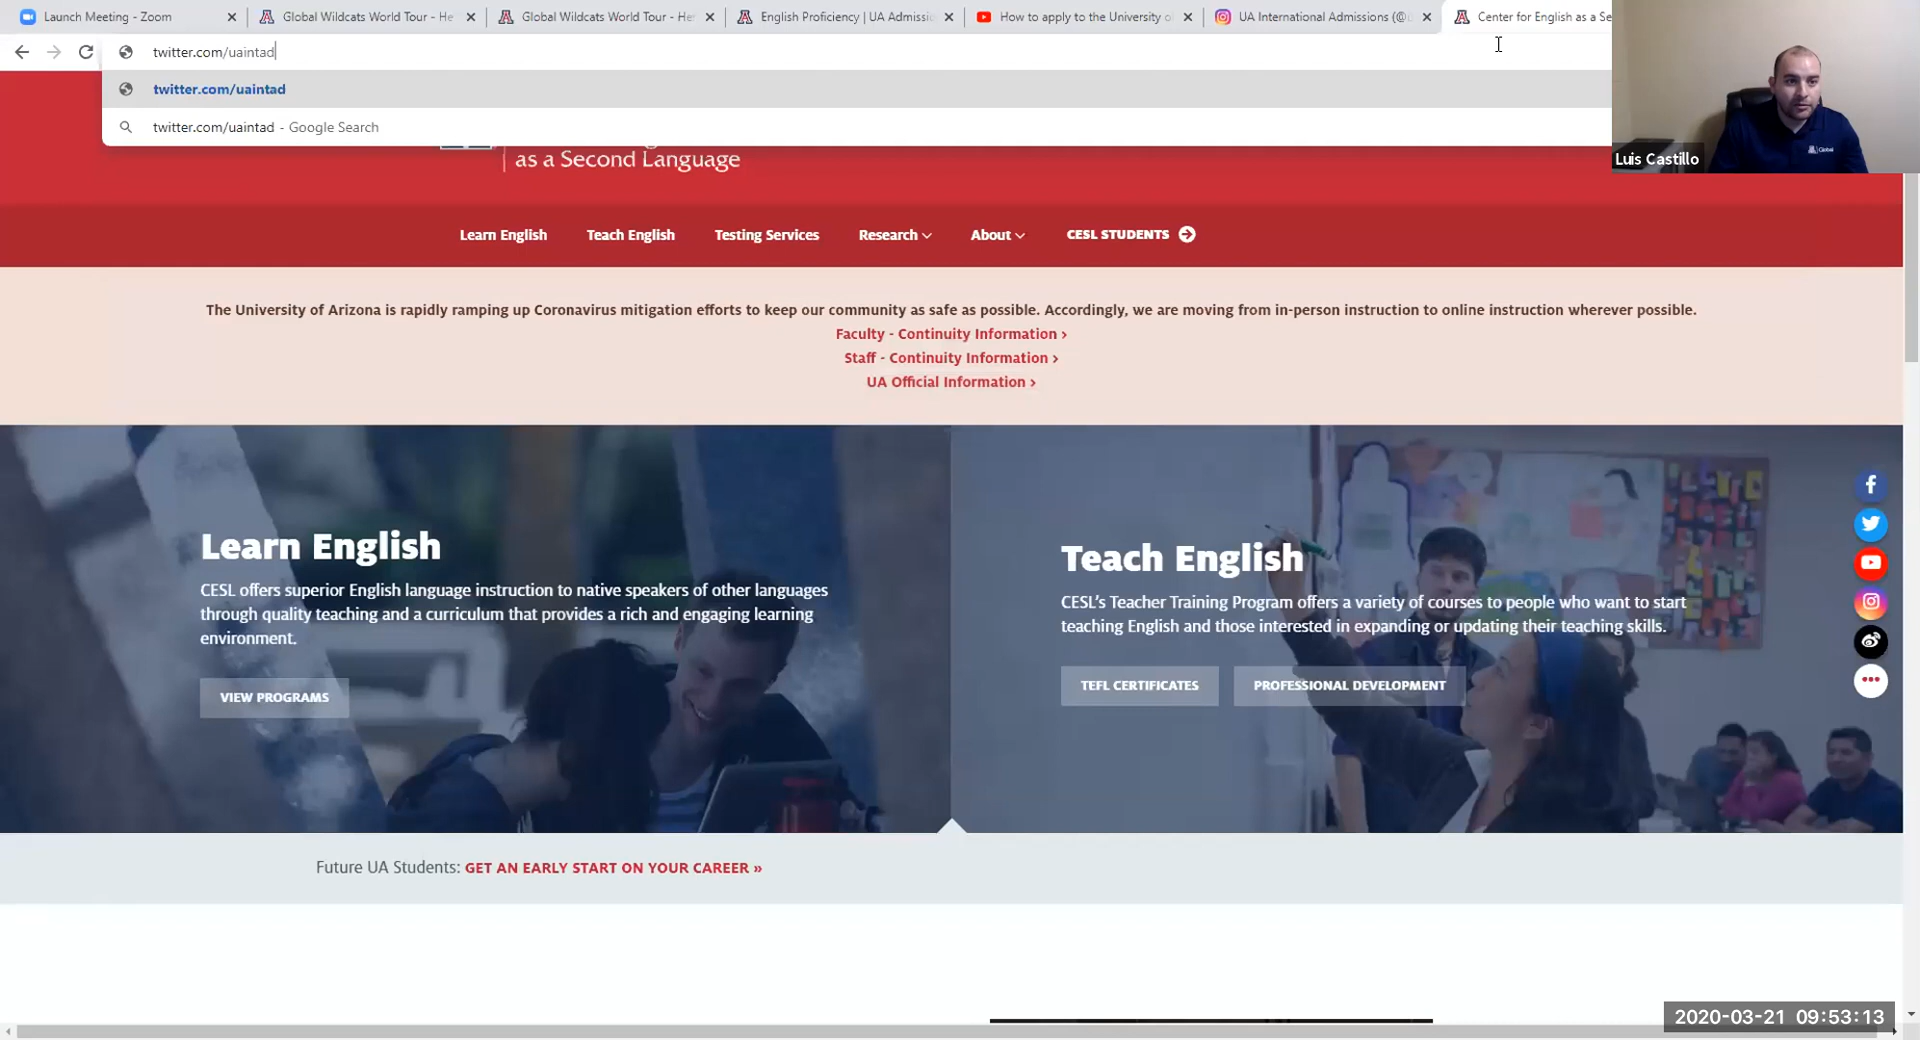 Launch Meeting - Zoom
Global Wildcats World Tour - He
Global Wildcats World Tour - He
English Proficiency | UA Admissi
How to apply to the University o
UA International Admissions (@
Center for English as a Se
twitter.com/uaintad
twitter.com/uaintad
twitter.com/uaintad - Google Search
as a Second Language
Global
Luis Castillo
Learn English
Teach English
Testing Services
Research
About
CESL STUDENTS
The University of Arizona is rapidly ramping up Coronavirus mitigation efforts to keep our community as safe as possible. Accordingly, we are moving from in-person instruction to online instruction wherever possible.
Faculty - Continuity Information ›
Staff - Continuity Information ›
UA Official Information ›
Learn English
CESL offers superior English language instruction to native speakers of other languages
through quality teaching and a curriculum that provides a rich and engaging learning
environment.
VIEW PROGRAMS
Teach English
CESL's Teacher Training Program offers a variety of courses to people who want to start
teaching English and those interested in expanding or updating their teaching skills.
TEFL CERTIFICATES
PROFESSIONAL DEVELOPMENT
Future UA Students: GET AN EARLY START ON YOUR CAREER »
2020-03-21 09:53:13